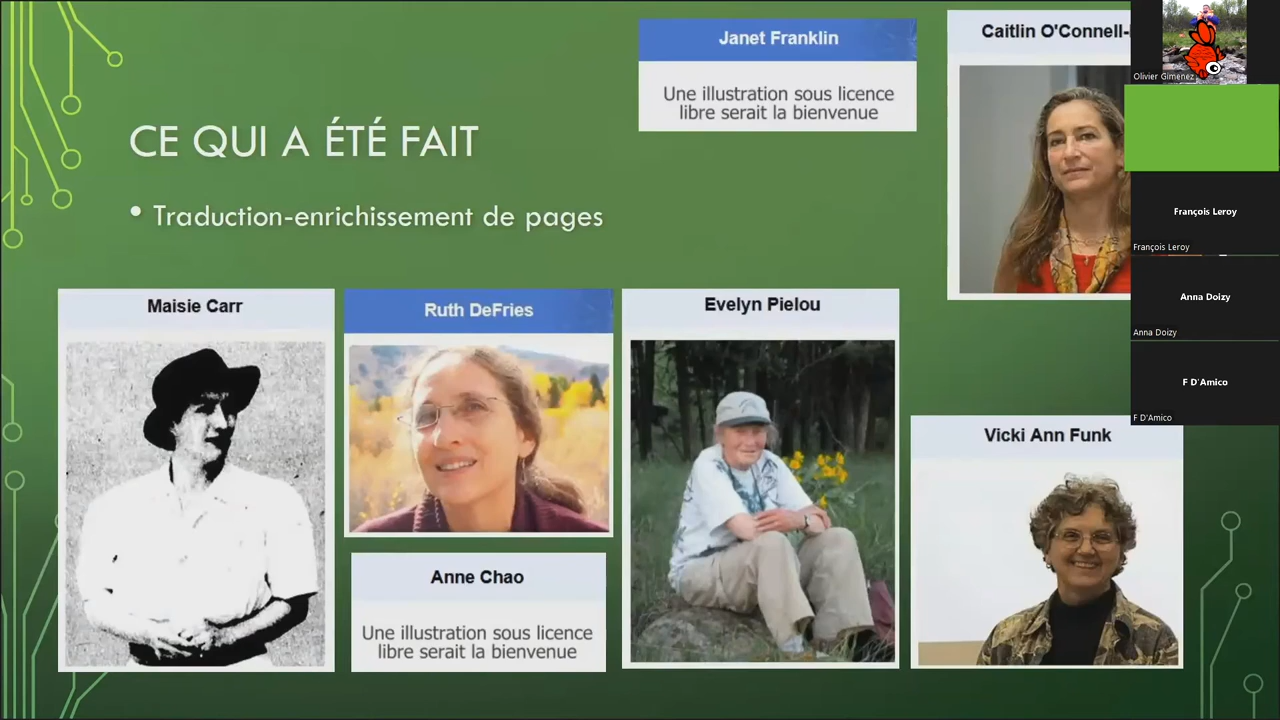 CE QUI A ÉTÉ FAIT
• Traduction-enrichissement de pages
Janet Franklin
Une illustration sous licence
libre serait la bienvenue
Caitlin O'Connell-
Maisie Carr
Ruth DeFries
Anne Chao
Une illustration sous licence
libre serait la bienvenue
Evelyn Pielou
Vicki Ann Funk
Olivier Gimenez
François Leroy
François Leroy
Anna Doizy
Anna Doizy
F D'Amico
F D'Amico